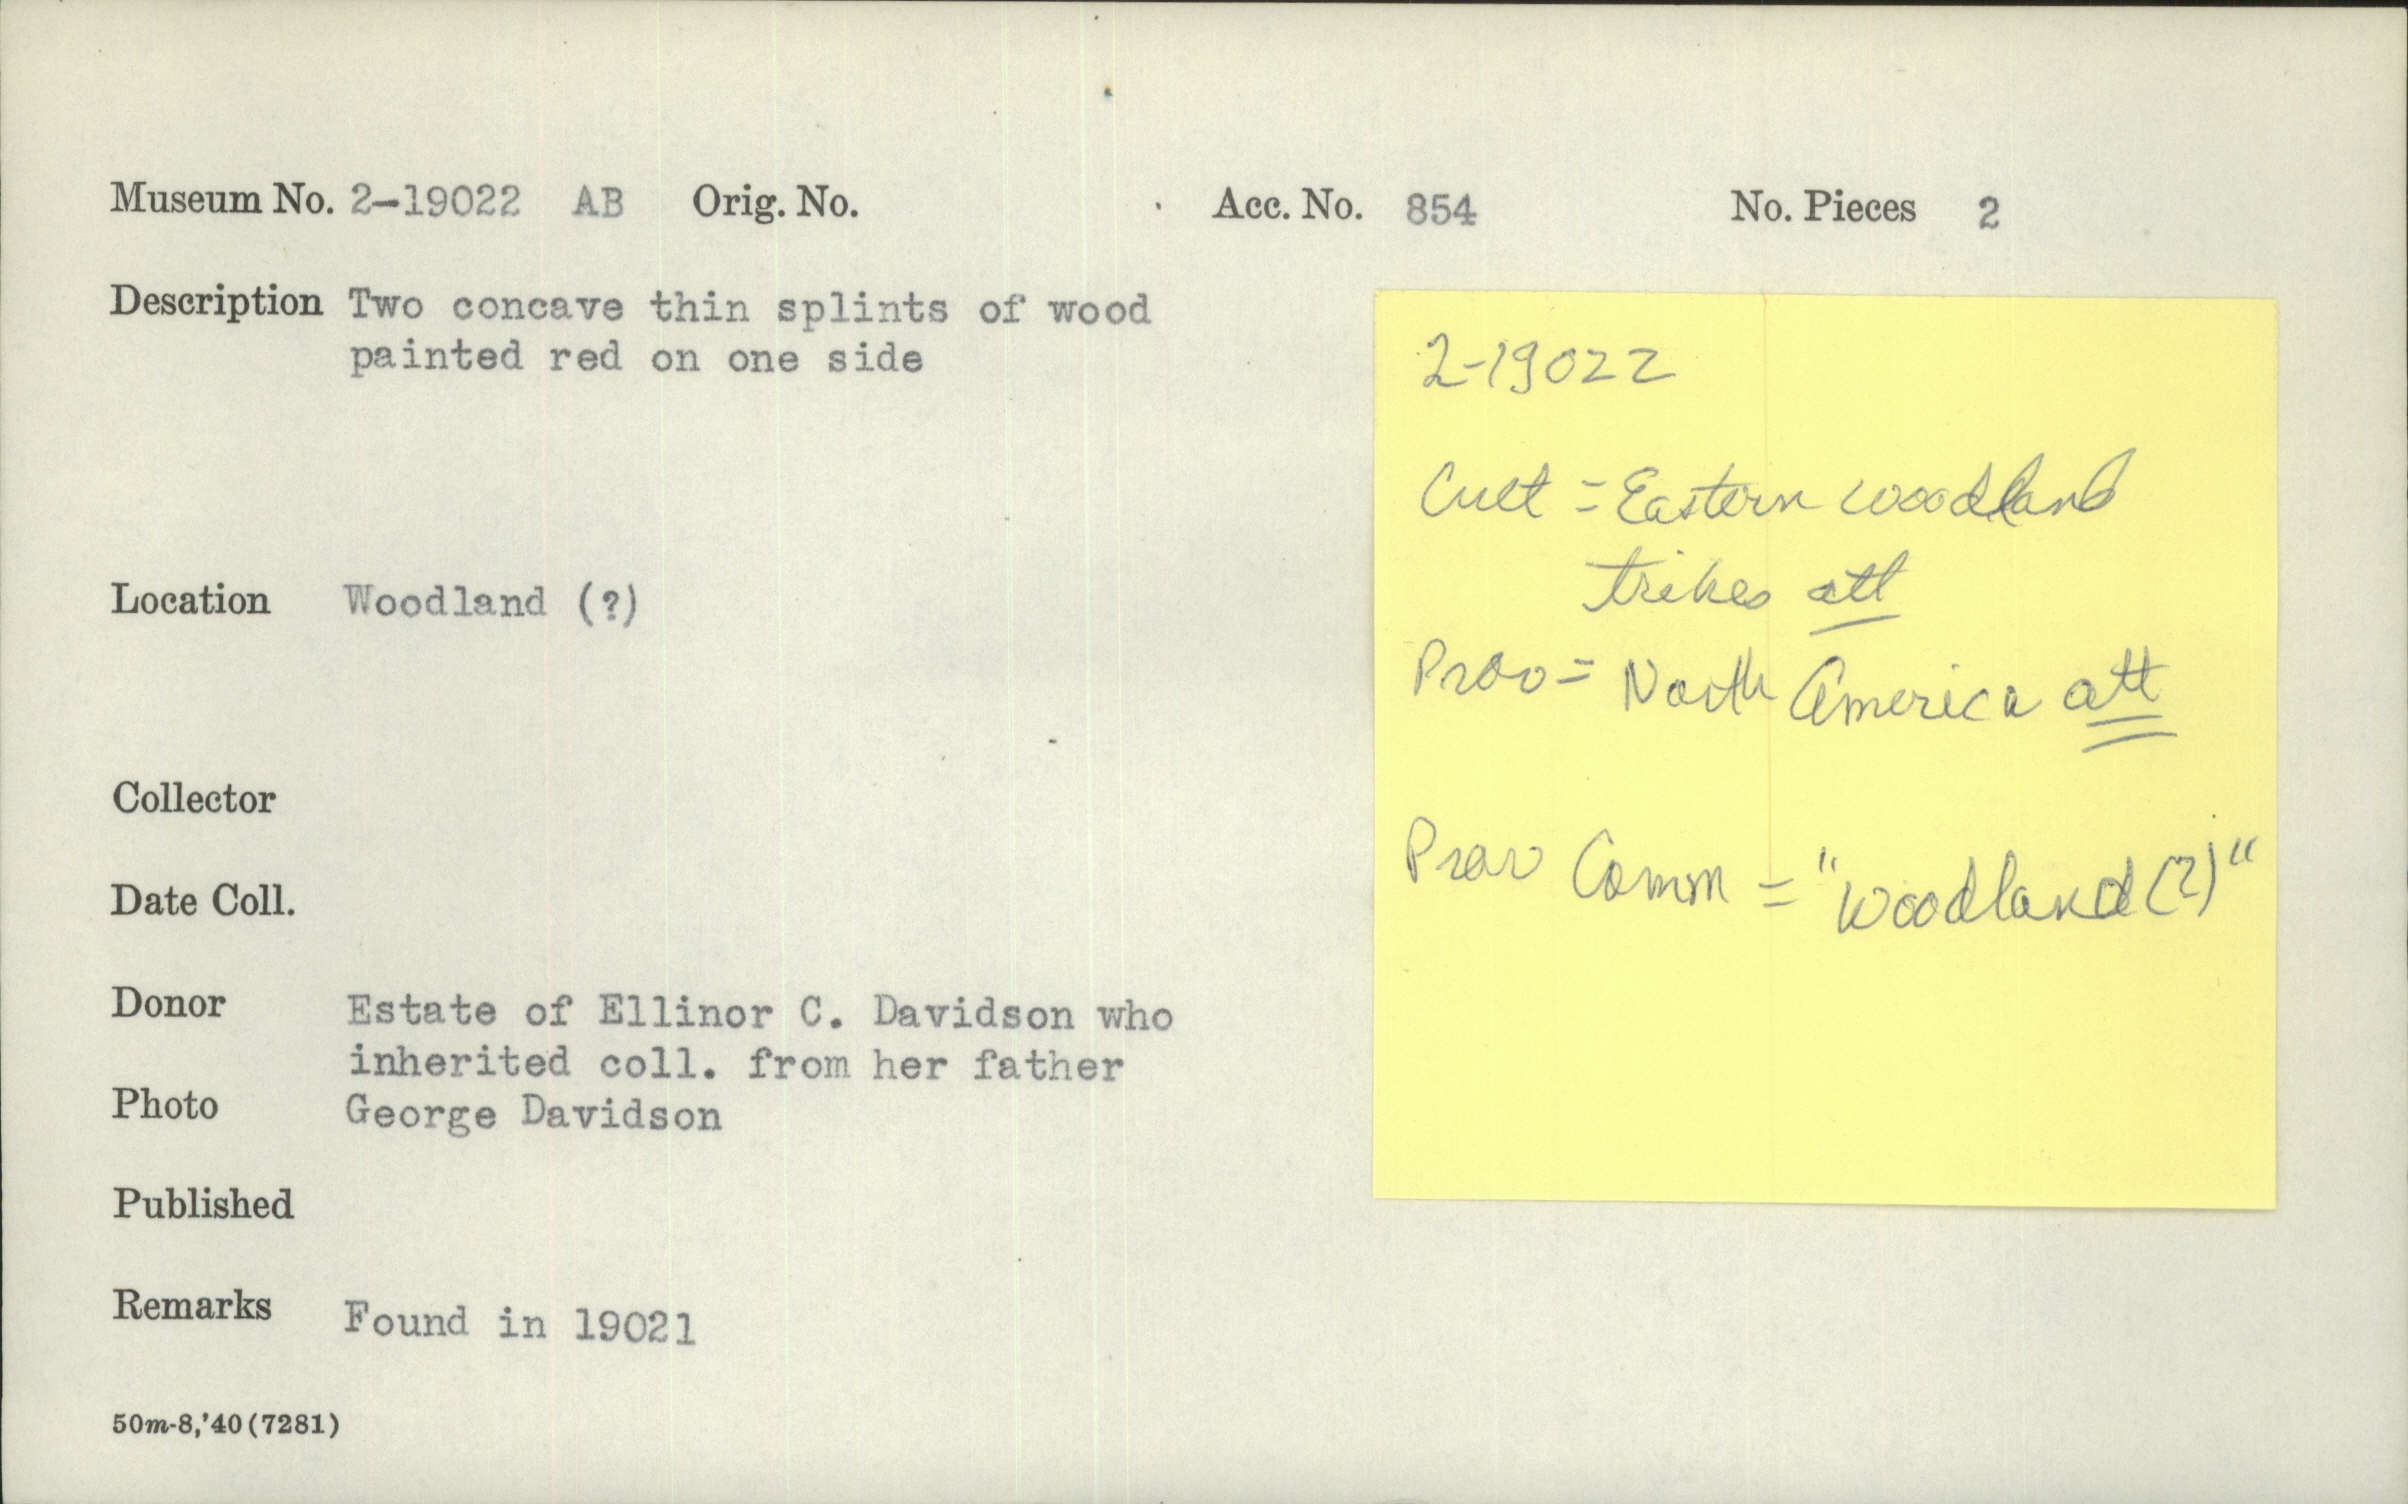 Museum No. 2-19022 AB Orig. No. Acc. No. 854 No. Pieces 2
Description Two concave thin splints of wood
painted red on one side
Location Woodland (?)
Collector
Date Coll.
Donor Estate of Ellinor C. Davidson who
inherited coll. from her father
Photo George Davidson
Published
Remarks Found in 19021
50m-8,'40(7281)
2-19022
Cult = Eastern woodland
tribes att
Prov = North America att
Prov Comm = "Woodland (?)"